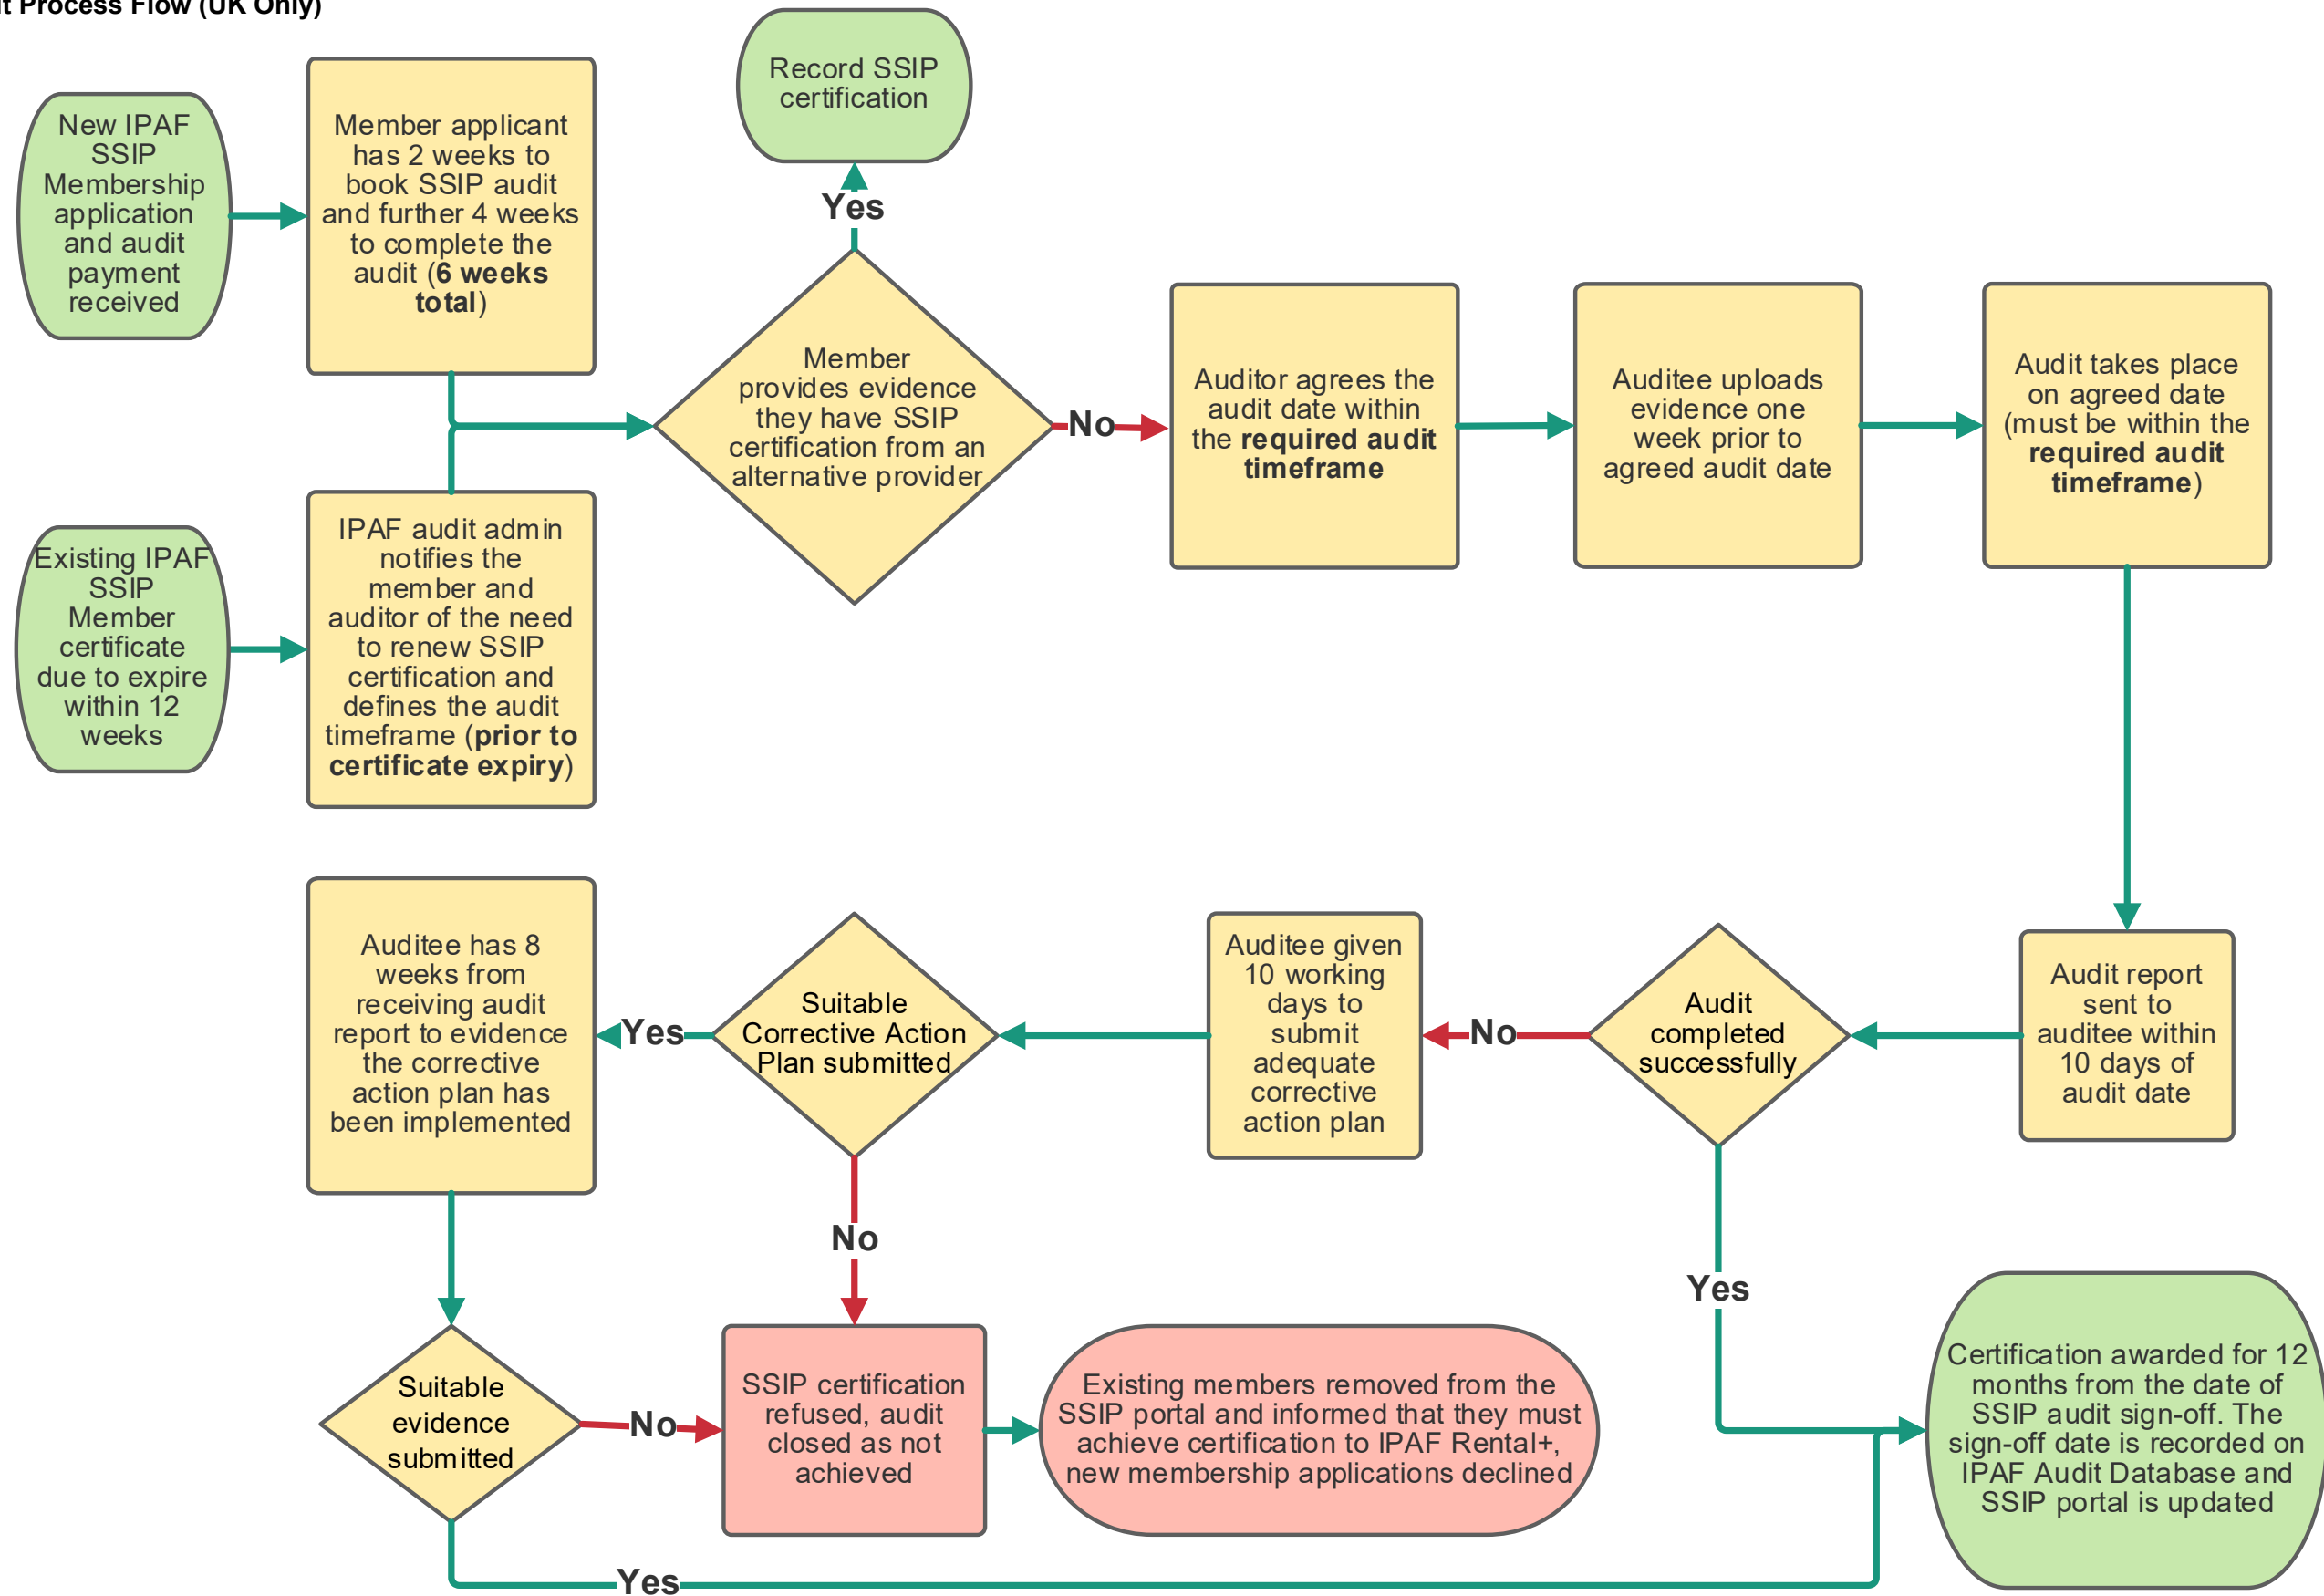 Process Flow (UK Only)
Record SSIP
certification
New IPAF
SSIP
Membership
application
and audit
payment
received
Member applicant
has 2 weeks to
book SSIP audit
and further 4 weeks
to complete the
audit (6 weeks
total)
Yes
Member
provides evidence
they have SSIP
certification from an
alternative provider
No
Auditor agrees the
audit date within
the required audit
timeframe
Auditee uploads
evidence one
week prior to
agreed audit date
Audit takes place
on agreed date
(must be within the
required audit
timeframe)
Existing IPAF
SSIP
Member
certificate
due to expire
within 12
weeks
IPAF audit admin
notifies the
member and
auditor of the need
to renew SSIP
certification and
defines the audit
timeframe (prior to
certificate expiry)
Audit report
sent to
auditee within
10 days of
audit date
Audit
completed
successfully
No
Auditee given
10 working
days to
submit
adequate
corrective
action plan
Suitable
Corrective Action
Plan submitted
Yes
Auditee has 8
weeks from
receiving audit
report to evidence
the corrective
action plan has
been implemented
No
Yes
Suitable
evidence
submitted
No
SSIP certification
refused, audit
closed as not
achieved
Existing members removed from the
SSIP portal and informed that they must
achieve certification to IPAF Rental+,
new membership applications declined
Certification awarded for 12
months from the date of
SSIP audit sign-off. The
sign-off date is recorded on
IPAF Audit Database and
SSIP portal is updated
Yes